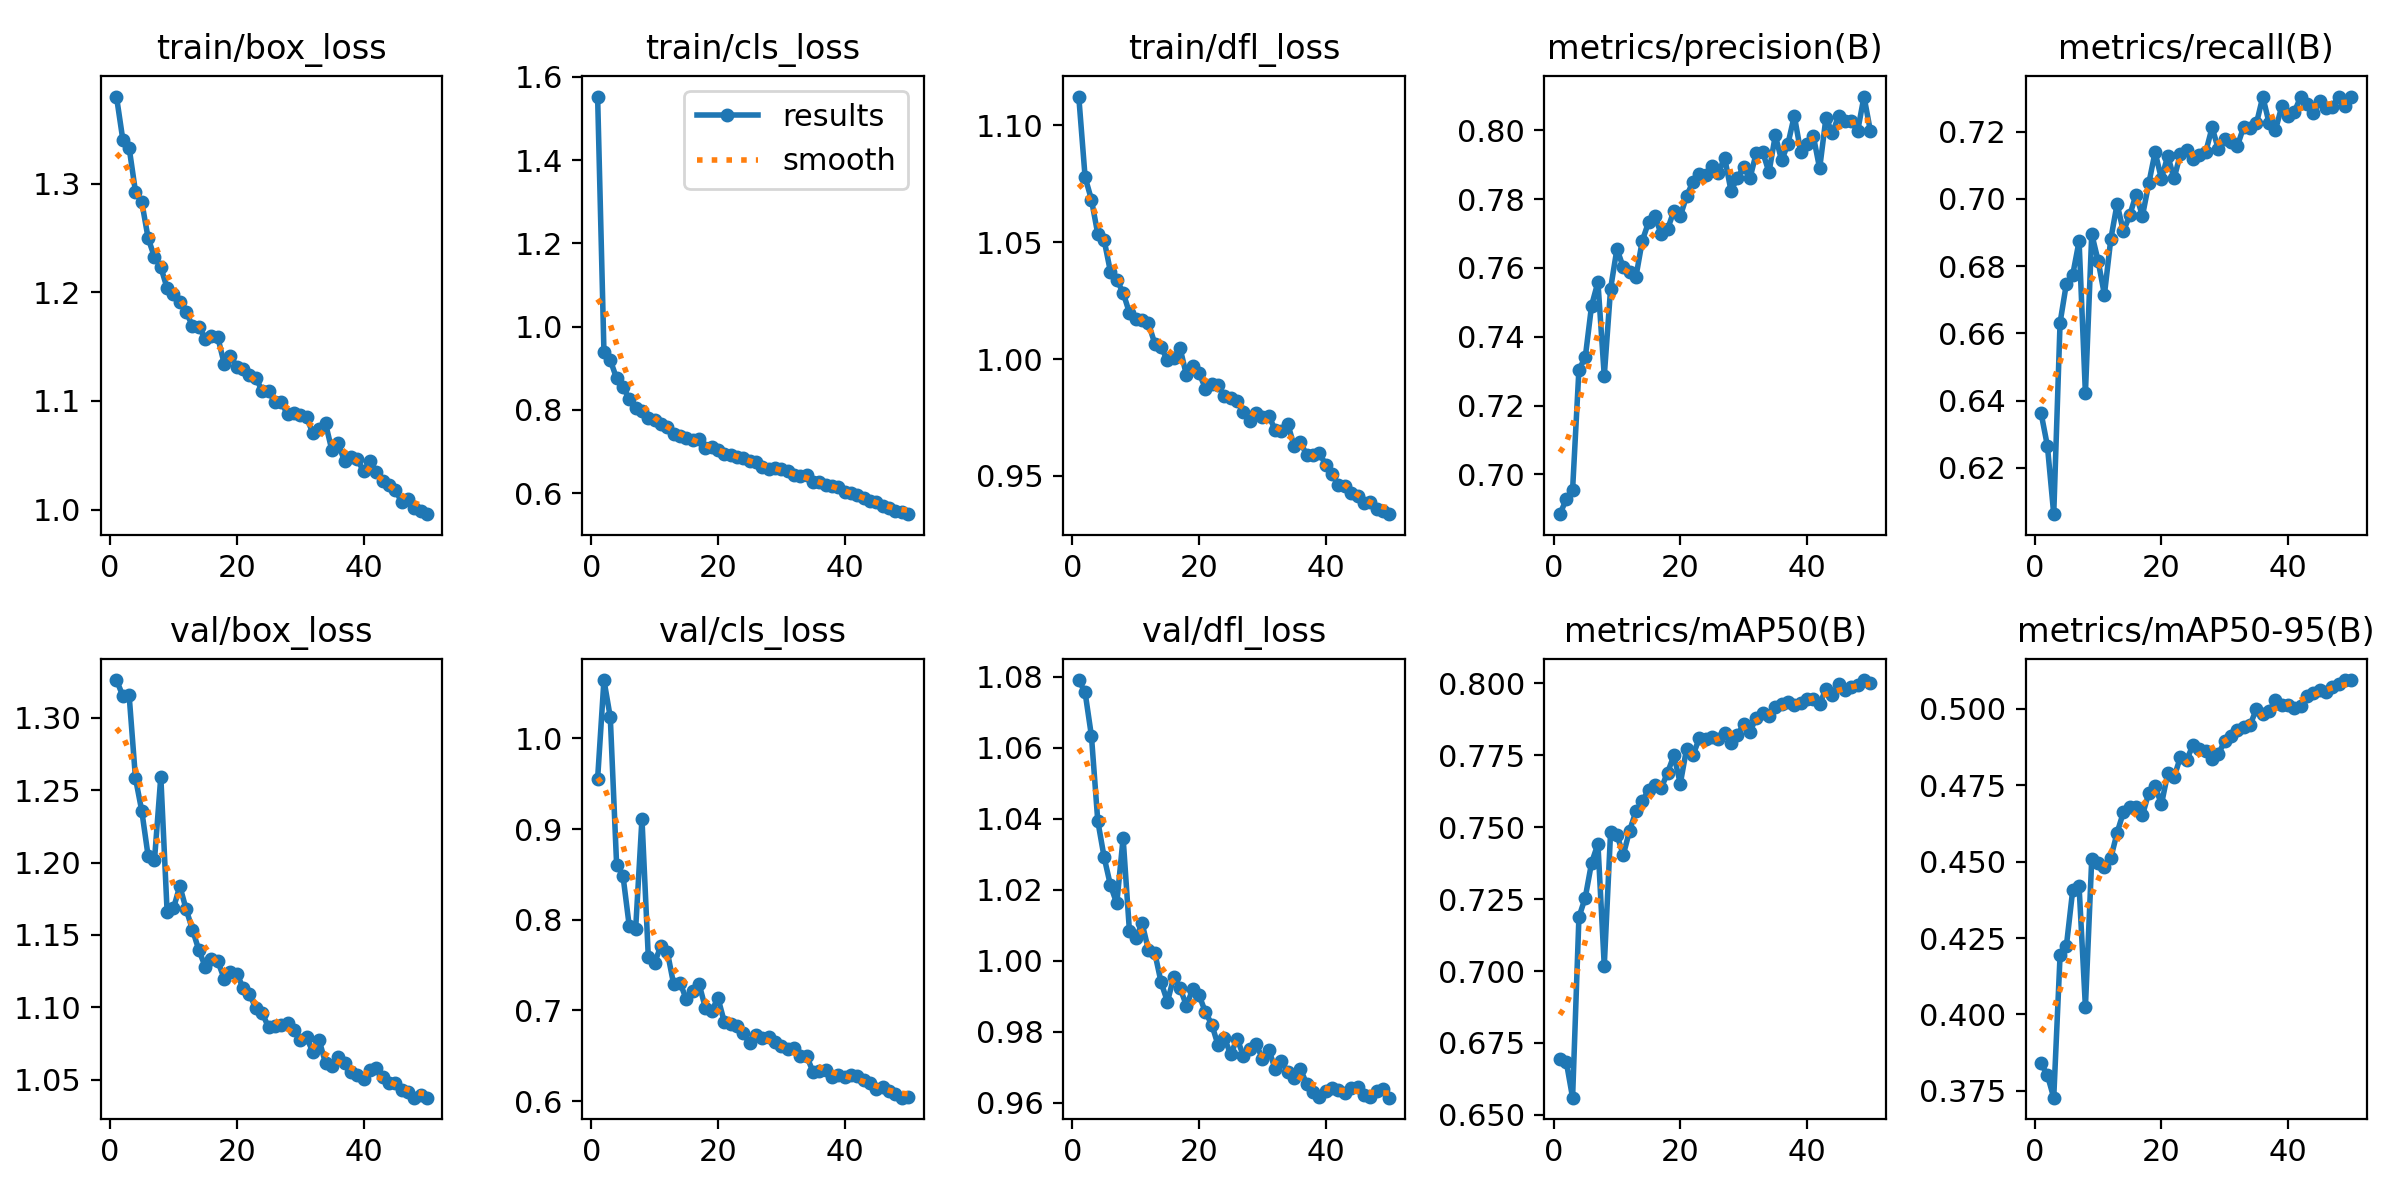 train/box_loss
train/cls_loss
train/dfl_loss
metrics/precision(B)
metrics/recall(B)
1.3
1.2
1.1
1.0
0 20 40
1.6
1.4
1.2
1.0
0.8
0.6
results
smooth
0 20 40
1.10
1.05
1.00
0.95
0 20 40
0.80
0.78
0.76
0.74
0.72
0.70
0 20 40
0.72
0.70
0.68
0.66
0.64
0.62
0 20 40
val/box_loss
val/cls_loss
val/dfl_loss
metrics/mAP50(B)
metrics/mAP50-95(B)
1.30
1.25
1.20
1.15
1.10
1.05
0 20 40
1.0
0.9
0.8
0.7
0.6
0 20 40
1.08
1.06
1.04
1.02
1.00
0.98
0.96
0 20 40
0.800
0.775
0.750
0.725
0.700
0.675
0.650
0 20 40
0.500
0.475
0.450
0.425
0.400
0.375
0 20 40